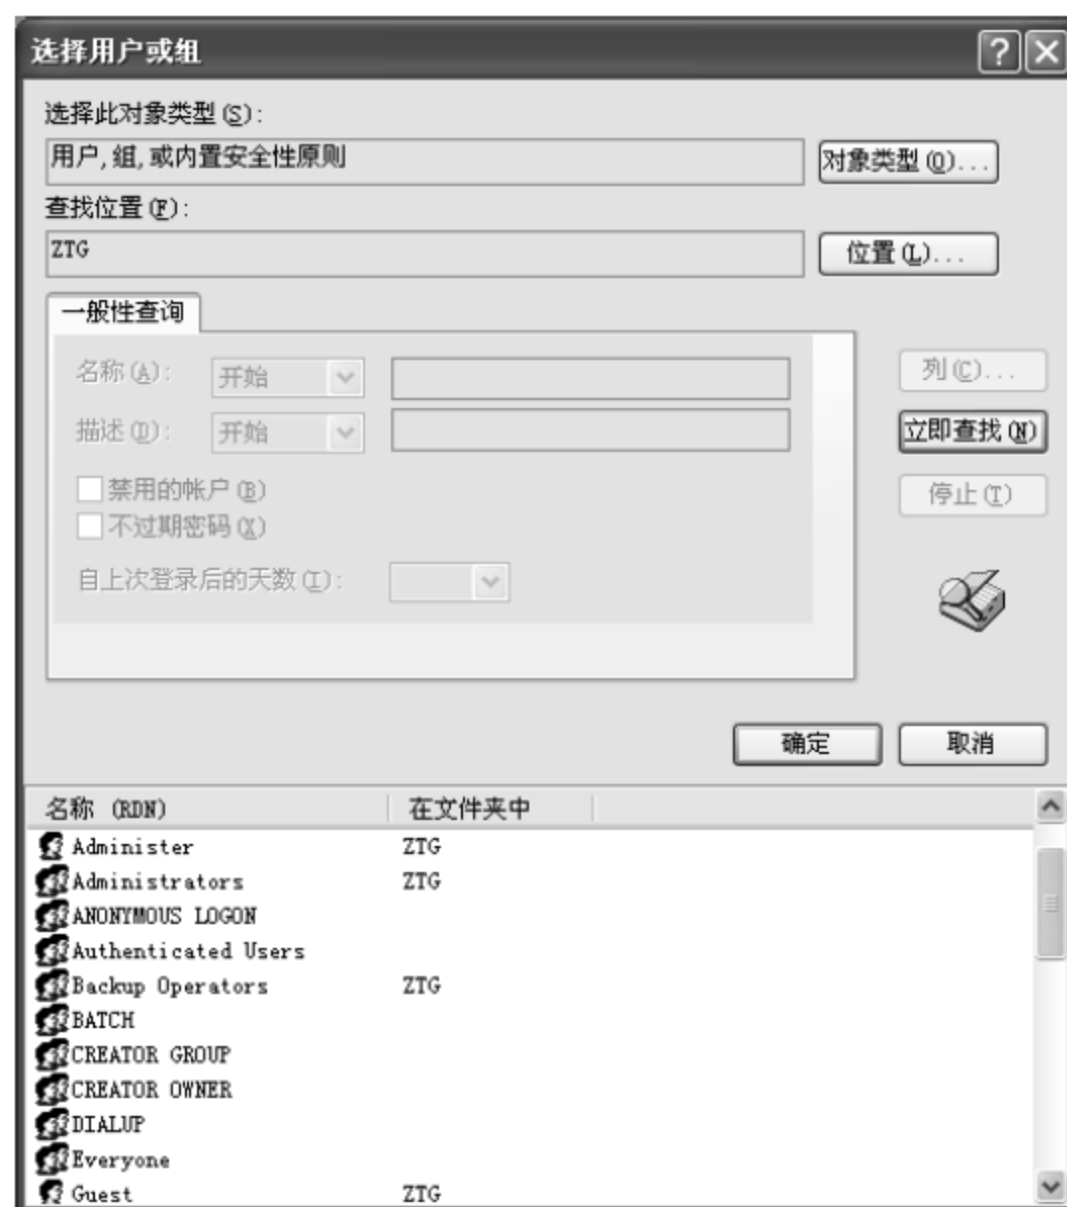 选择用户或组
选择此对象类型(S):
用户,组,或内置安全性原则
对象类型(O)...
查找位置(F):
ZTG
位置(L)...
一般性查询
名称(A): 开始
列(C)...
描述(D): 开始
立即查找(N)
禁用的帐户(B)
停止(T)
不过期密码(X)
自上次登录后的天数(I):
确定 取消
名称 (RDN) 在文件夹中
Administer ZTG
Administrators ZTG
ANONYMOUS LOGON
Authenticated Users
Backup Operators ZTG
BATCH
CREATOR GROUP
CREATOR OWNER
DIALUP
Everyone
Guest ZTG